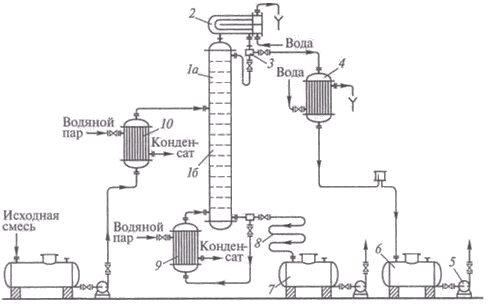 2
Вода
3
4
1а
Вода
Водяной
пар
10
Конден-
сат
1б
Исходная
смесь
Водяной
пар
9
Конден-
сат
8
7
6
5